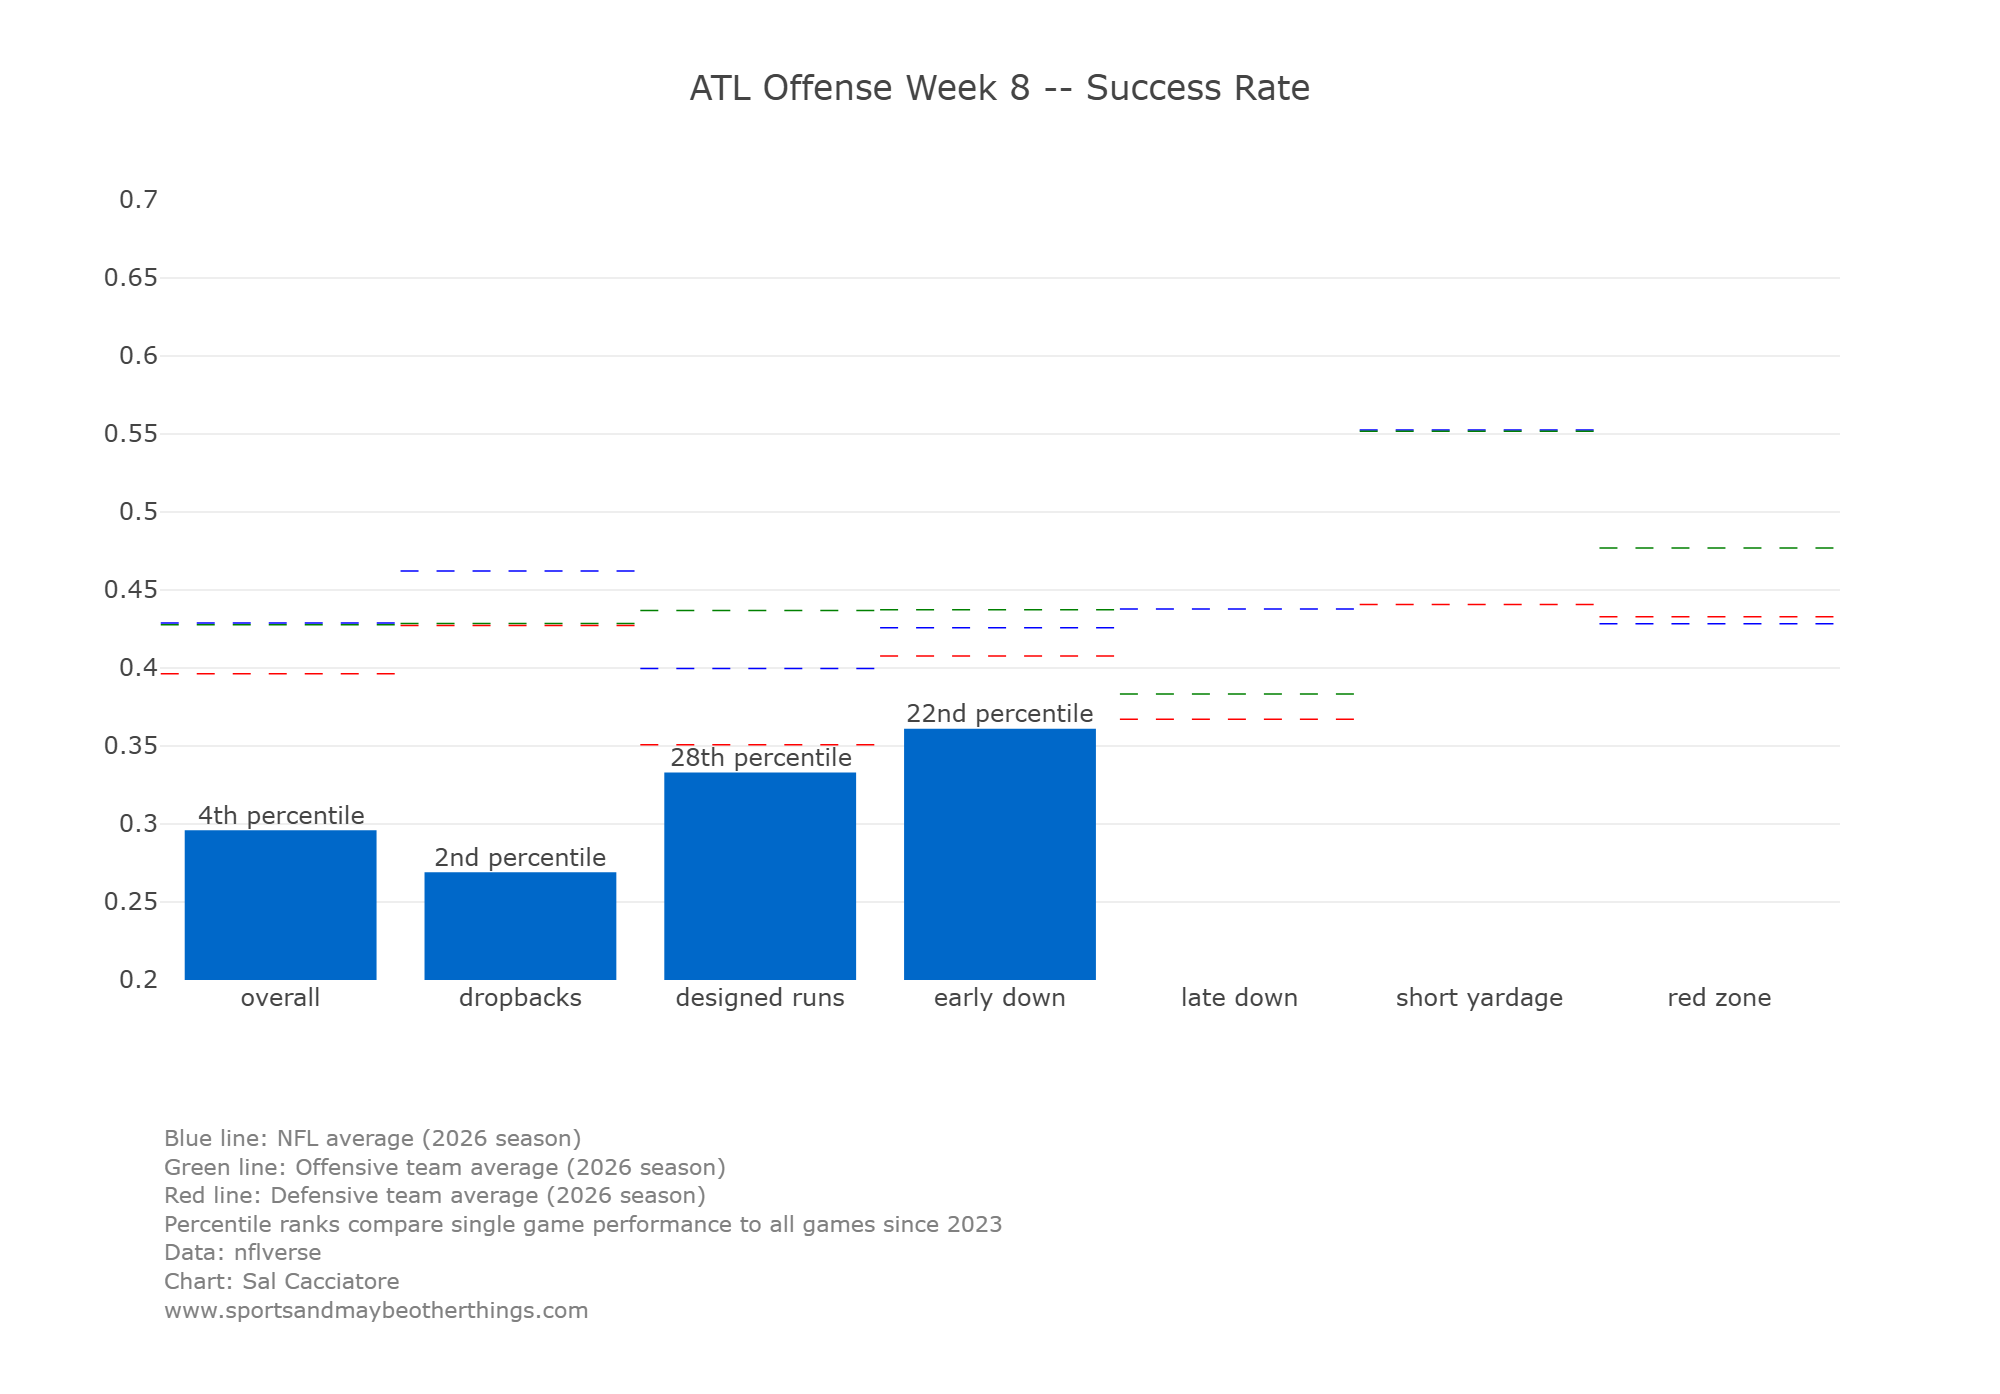 ATL Offense Week 8 -- Success Rate
0.7
0.65
0.6
0.55
0.5
0.45
0.4
0.35
0.3
0.25
0.2
4th percentile
2nd percentile
28th percentile
22nd percentile
overall
dropbacks
designed runs
early down
late down
short yardage
red zone
Blue line: NFL average (2026 season)
Green line: Offensive team average (2026 season)
Red line: Defensive team average (2026 season)
Percentile ranks compare single game performance to all games since 2023
Data: nflverse
Chart: Sal Cacciatore
www.sportsandmaybeotherthings.com